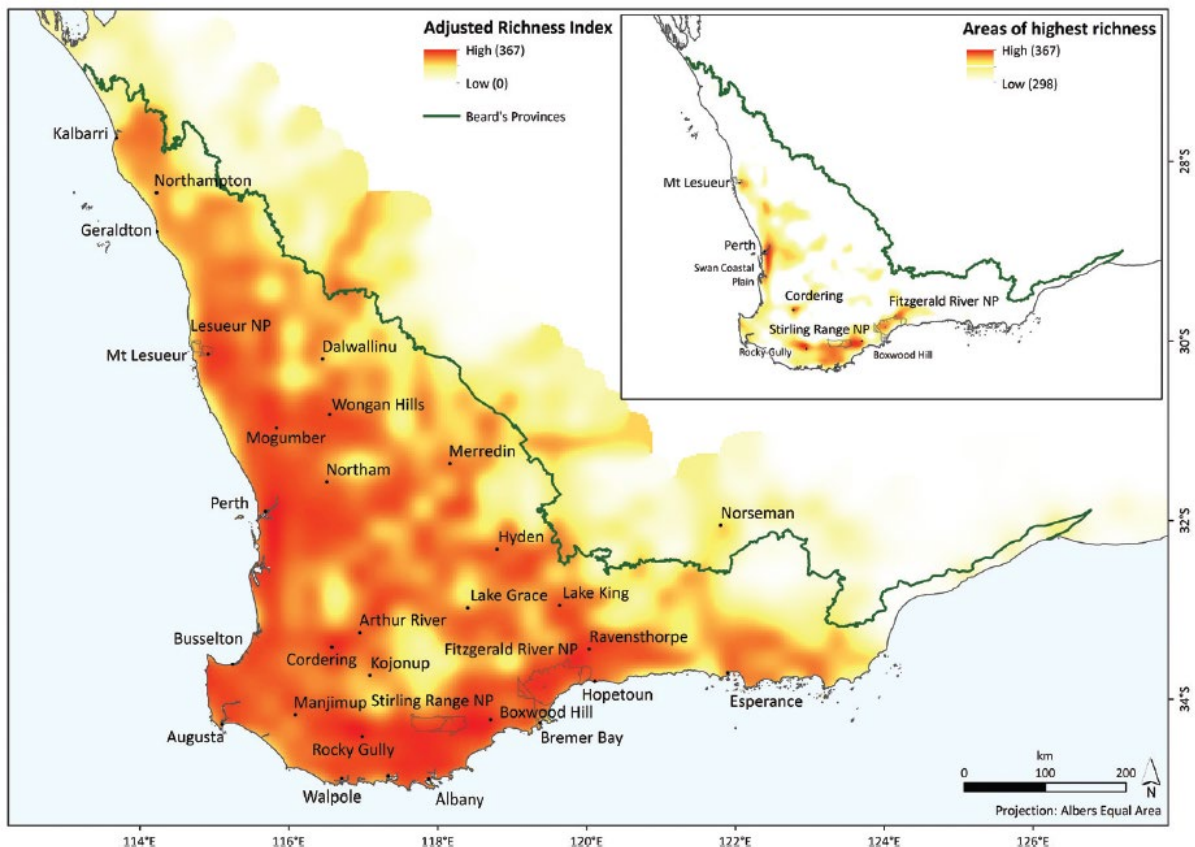 Adjusted Richness Index
High (367)
Low (0)
Beard's Provinces
Areas of highest richness
High (367)
Low (298)
Mt Lesueur
Perth
Swan Coastal
Plain
Cordering
Fitzgerald River NP
Stirling Range NP
Rocky Gully
Boxwood Hill
Kalbarri
Northampton
Geraldton
Lesueur NP
Mt Lesueur
Dalwallinu
Wongan Hills
Mogumber
Merredin
Northam
Perth
Norseman
Hyden
Lake Grace
Lake King
Arthur River
Busselton
Fitzgerald River NP
Ravensthorpe
Cordering
Kojonup
Hopetoun
Esperance
Manjimup
Stirling Range NP
Boxwood Hill
Augusta
Bremer Bay
Rocky Gully
Walpole
Albany
28°S
30°S
32°S
34°S
km
0 100 200
N
Projection: Albers Equal Area
114°E 116°E 118°E 120°E 122°E 124°E 126°E